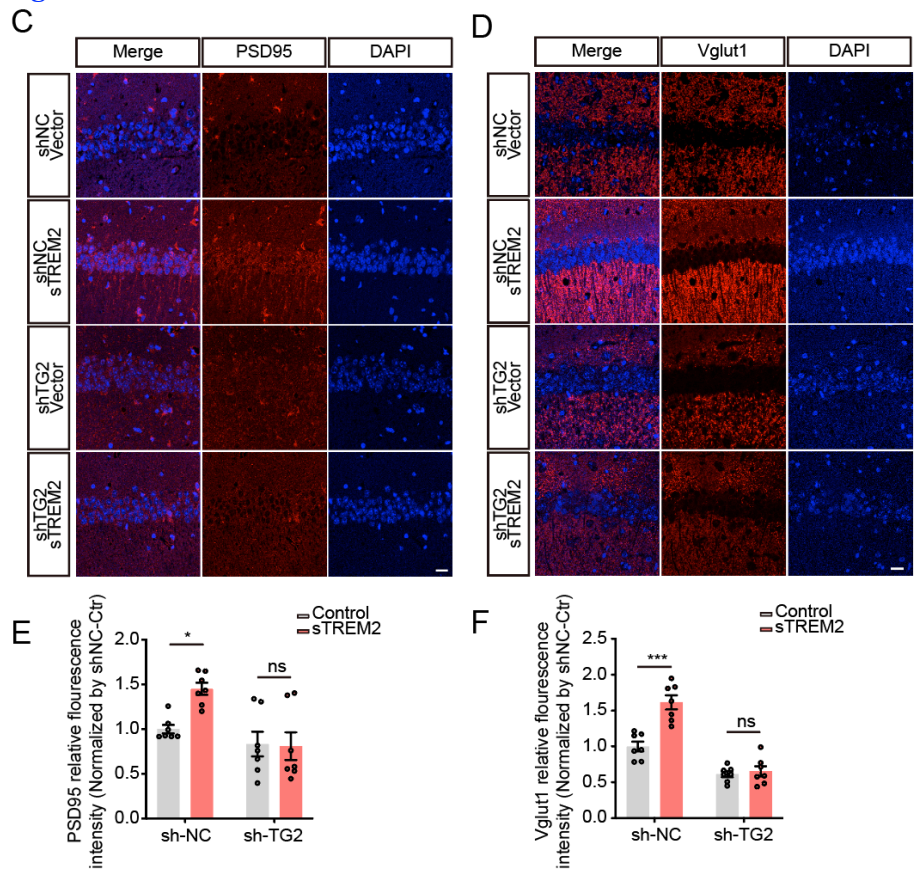 C
Merge PSD95 DAPI
shNC
Vector
shNC
sTREM2
shTG2
Vector
shTG2
sTREM2
D
Merge Vglut1 DAPI
shNC
Vector
shNC
sTREM2
shTG2
Vector
shTG2
sTREM2
E
Control
sTREM2
PSD95 relative flourescence
intensity (Normalized by shNC-Ctr)
2.0
1.5
1.0
0.5
0.0
*
ns
sh-NC sh-TG2
F
Control
sTREM2
Vglut1 relative fluorescence
intensity (Normalized by shNC-Ctr)
2.5
2.0
1.5
1.0
0.5
0.0
***
ns
sh-NC sh-TG2